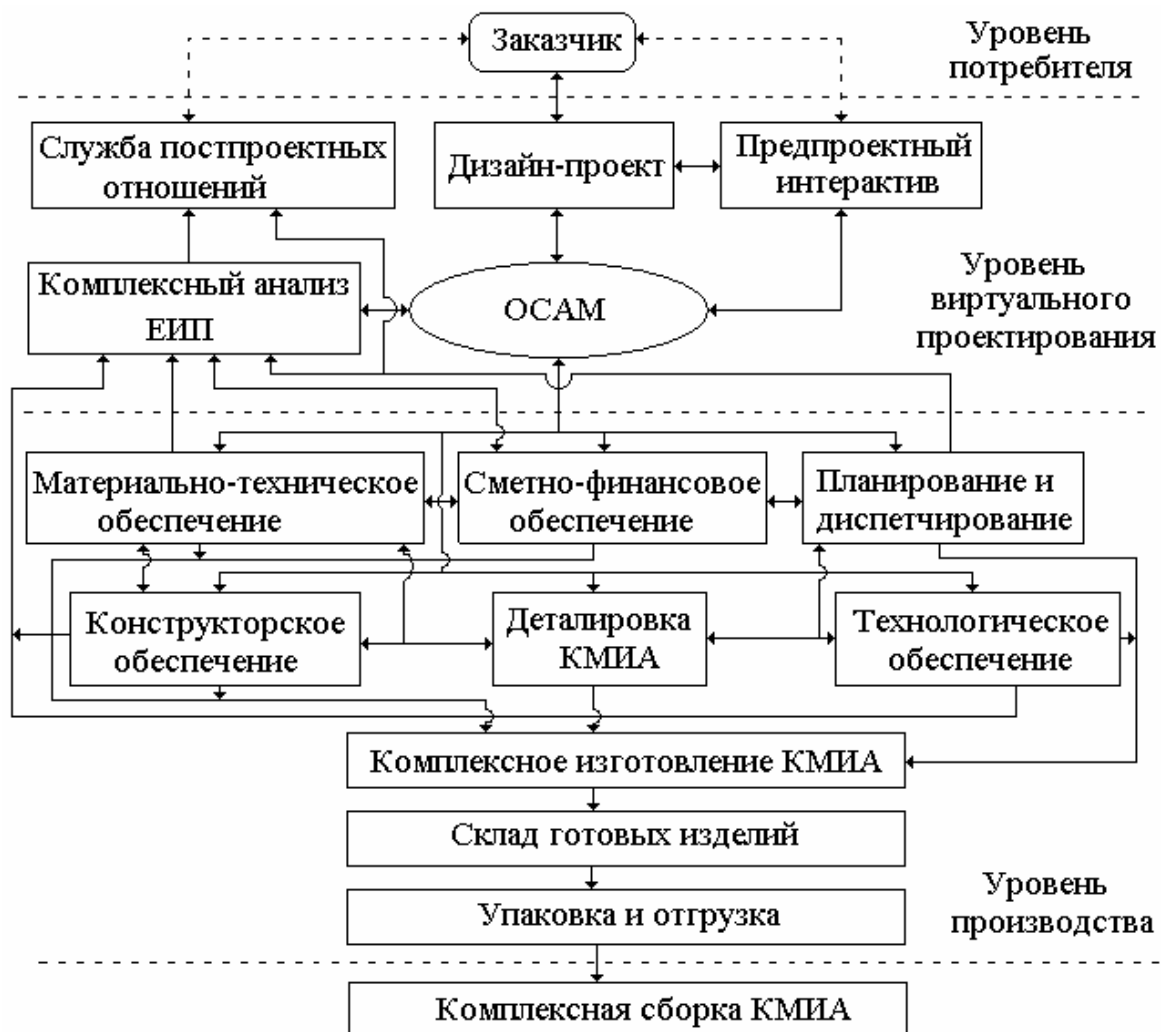 Заказчик
Уровень
потребителя
Служба постпроектных
отношений
Дизайн-проект
Предпроектный
интерактив
Комплексный анализ
ЕИП
ОСАМ
Уровень
виртуального
проектирования
Материально-техническое
обеспечение
Сметно-финансовое
обеспечение
Планирование и
диспетчирование
Конструкторское
обеспечение
Деталировка
КМИА
Технологическое
обеспечение
Комплексное изготовление КМИА
Склад готовых изделий
Упаковка и отгрузка
Уровень
производства
Комплексная сборка КМИА